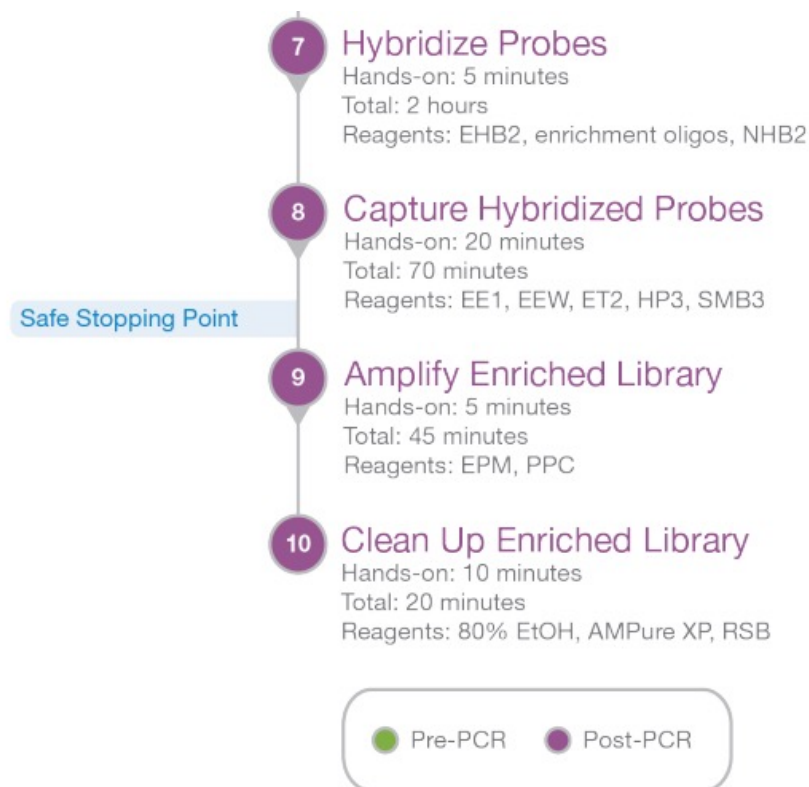 7 Hybridize Probes
Hands-on: 5 minutes
Total: 2 hours
Reagents: EHB2, enrichment oligos, NHB2
8 Capture Hybridized Probes
Hands-on: 20 minutes
Total: 70 minutes
Reagents: EE1, EEW, ET2, HP3, SMB3
Safe Stopping Point
9 Amplify Enriched Library
Hands-on: 5 minutes
Total: 45 minutes
Reagents: EPM, PPC
10 Clean Up Enriched Library
Hands-on: 10 minutes
Total: 20 minutes
Reagents: 80% EtOH, AMPure XP, RSB
Pre-PCR Post-PCR